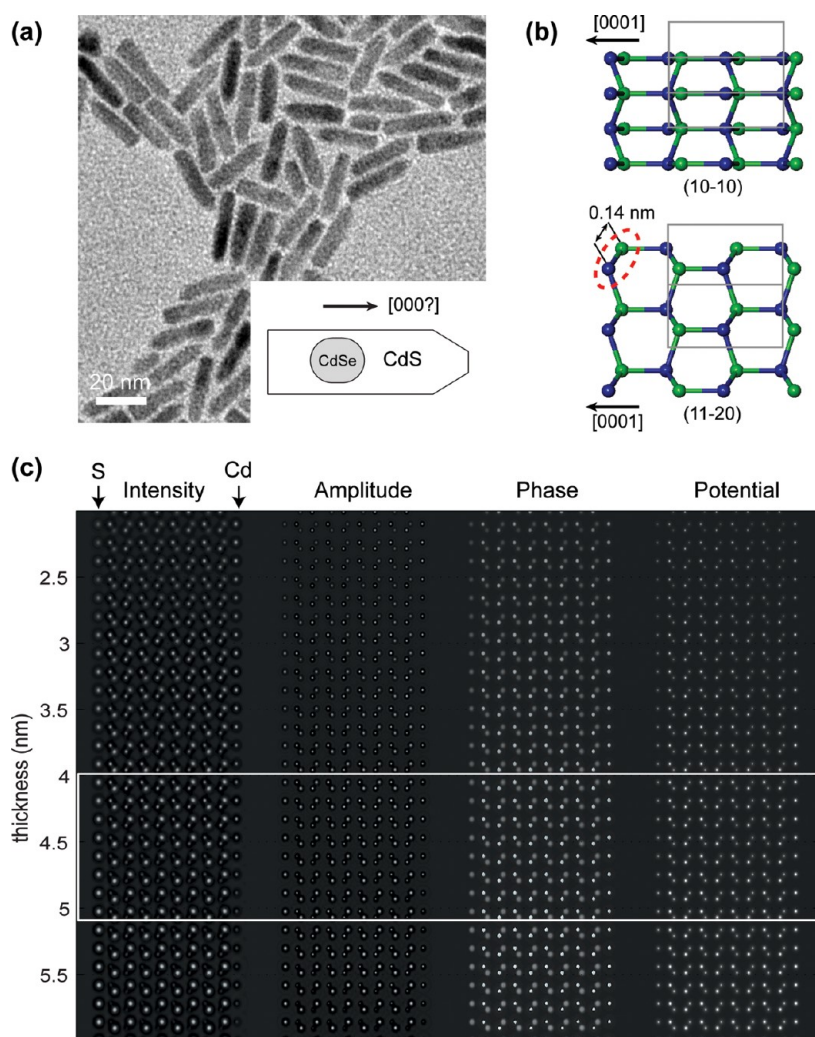 (a)
20 nm
[000?]
CdSe
CdS
(b)
[0001]
(10-10)
0.14 nm
(11-20)
[0001]
(c)
S
Cd
Intensity
Amplitude
Phase
Potential
thickness (nm)
2.5
3
3.5
4
4.5
5
5.5